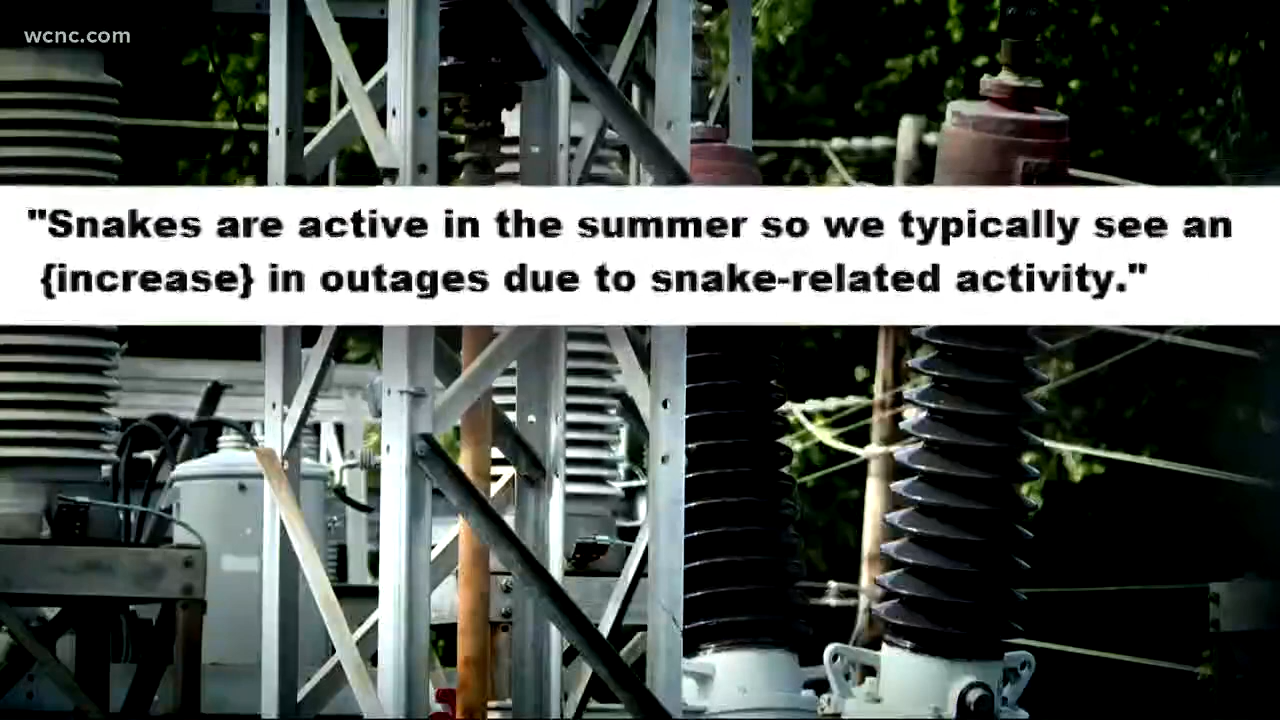 wcnc.com
"Snakes are active in the summer so we typically see an
{increase} in outages due to snake-related activity."